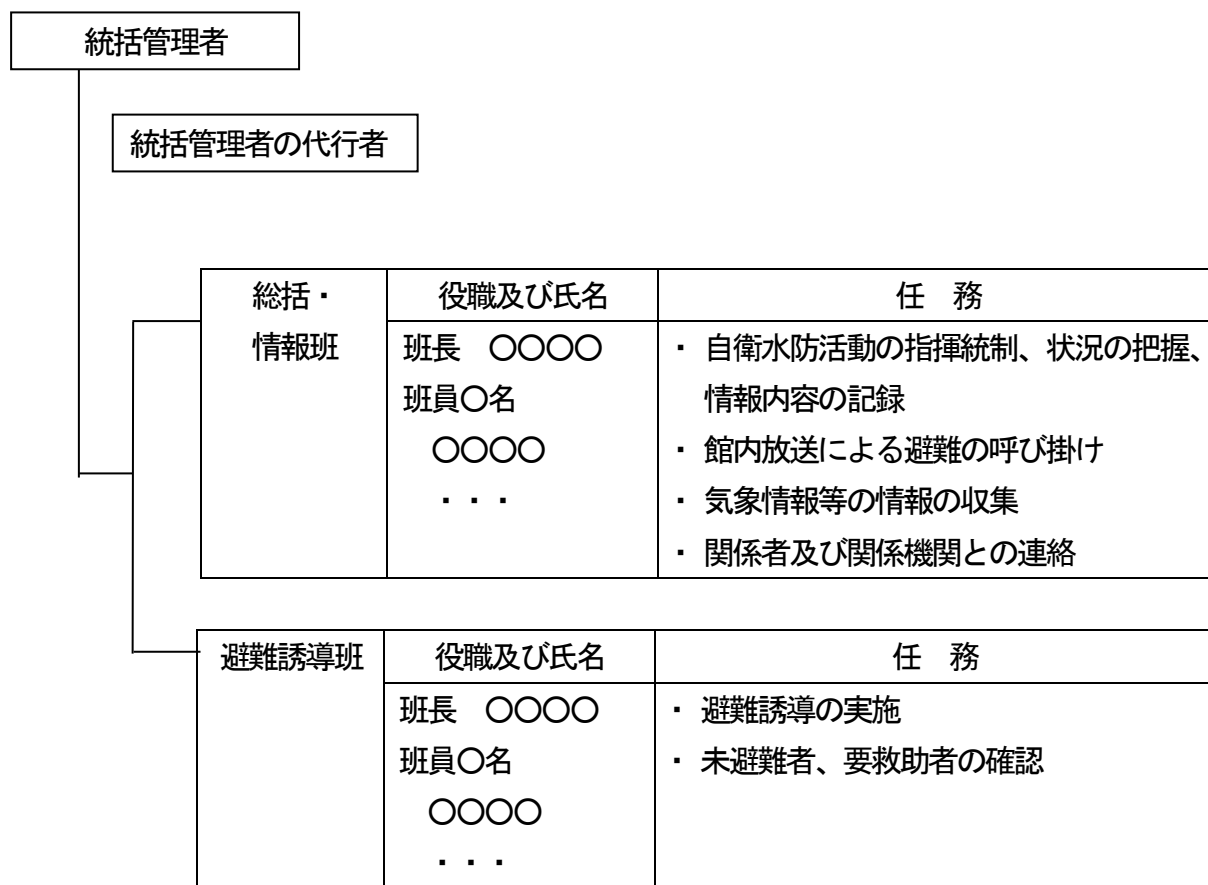 統括管理者
統括管理者の代行者
総括・
情報班
役職及び氏名
任　務
班長　〇〇〇〇
班員〇名
〇〇〇〇
・・・
・ 自衛水防活動の指揮統制、状況の把握、
情報内容の記録
・ 館内放送による避難の呼び掛け
・ 気象情報等の情報の収集
・ 関係者及び関係機関との連絡
避難誘導班
役職及び氏名
任　務
班長　〇〇〇〇
班員〇名
〇〇〇〇
・・・
・ 避難誘導の実施
・ 未避難者、要救助者の確認